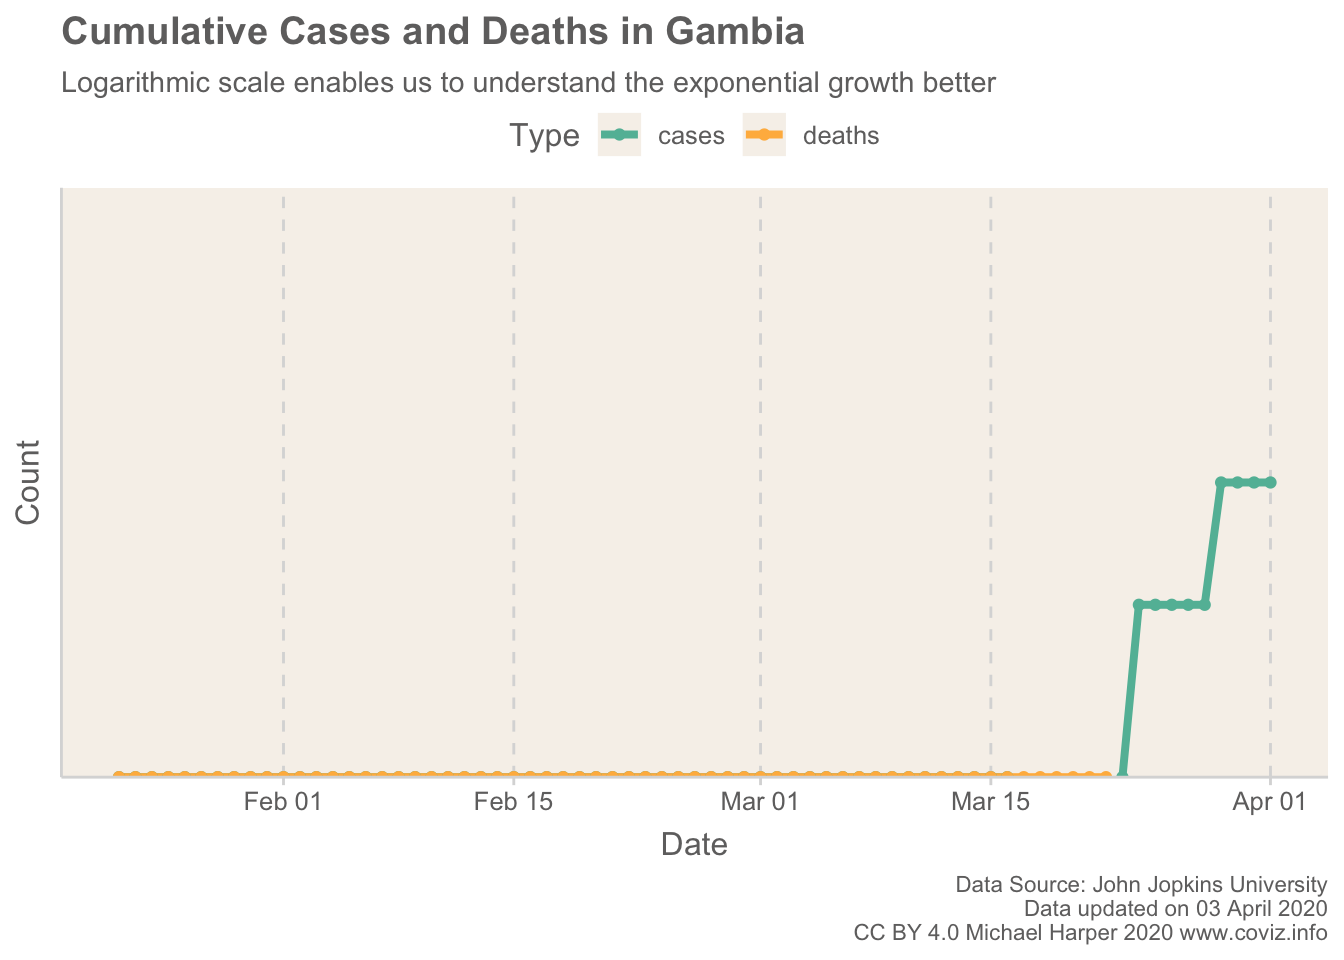 Cumulative Cases and Deaths in Gambia
Logarithmic scale enables us to understand the exponential growth better
Type cases deaths
Count
Feb 01 Feb 15 Mar 01 Mar 15 Apr 01
Date
Data Source: John Jopkins University
Data updated on 03 April 2020
CC BY 4.0 Michael Harper 2020 www.coviz.info